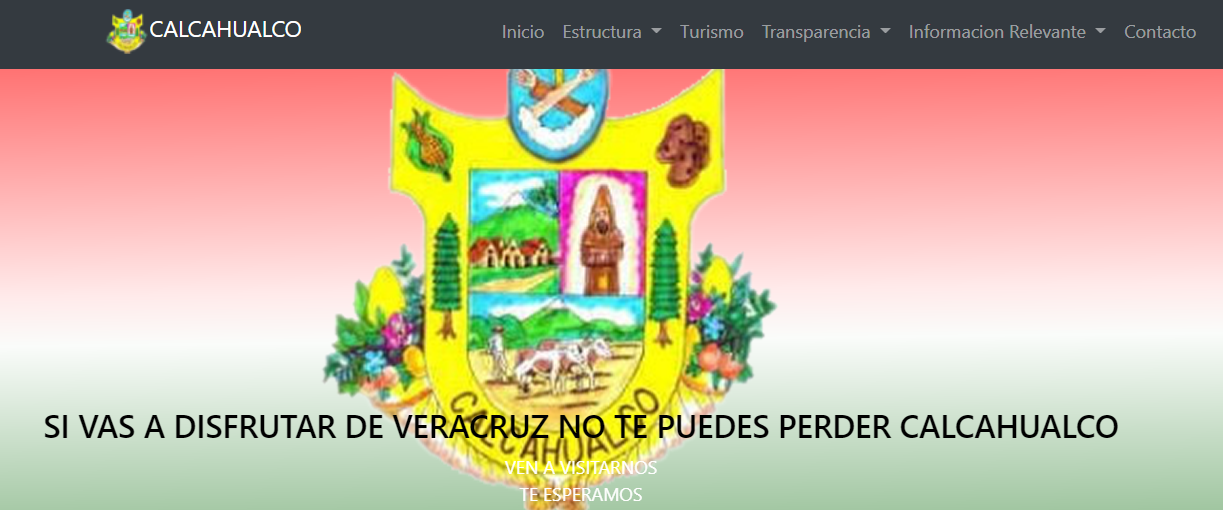 CALCAHUALCO
Inicio Estructura Turismo Transparencia Informacion Relevante Contacto
CALCAHUALCO
SI VAS A DISFRUTAR DE VERACRUZ NO TE PUEDES PERDER CALCAHUALCO
VEN A VISITARNOS
TE ESPERAMOS